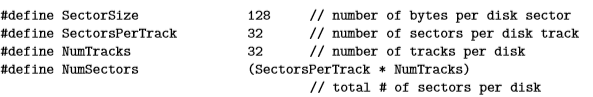 #define SectorSize 128 // number of bytes per disk sector
#define SectorsPerTrack 32 // number of sectors per disk track
#define NumTracks 32 // number of tracks per disk
#define NumSectors (SectorsPerTrack * NumTracks)
// total # of sectors per disk